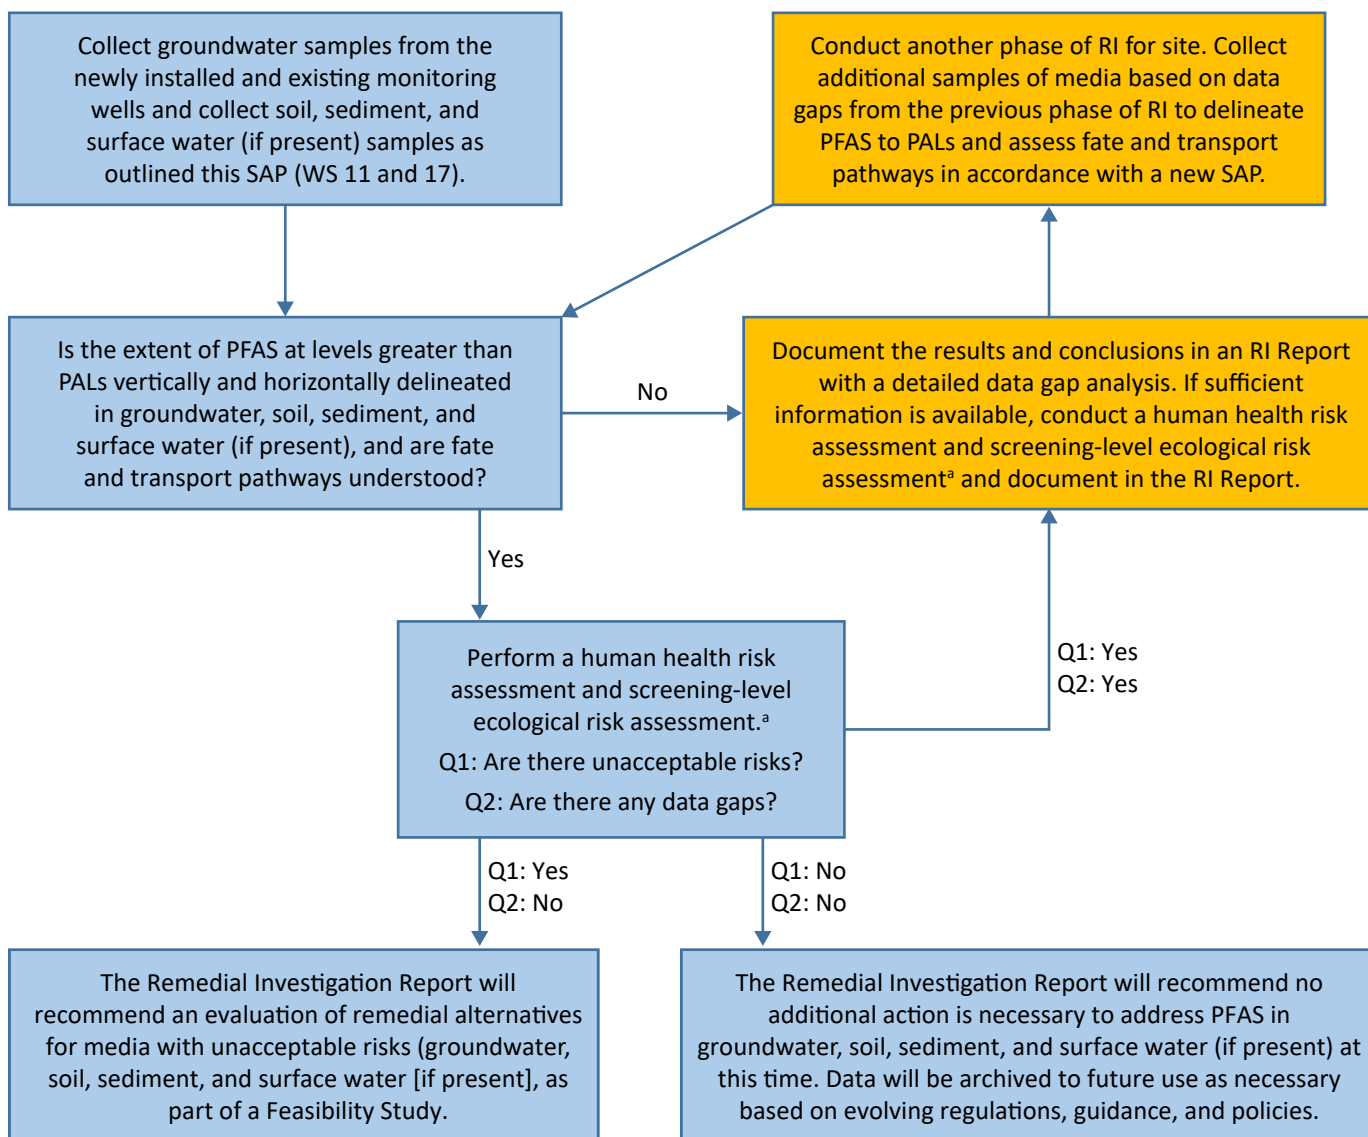 Collect groundwater samples from the
newly installed and existing monitoring
wells and collect soil, sediment, and
surface water (if present) samples as
outlined this SAP (WS 11 and 17).
Conduct another phase of RI for site. Collect
additional samples of media based on data
gaps from the previous phase of RI to delineate
PFAS to PALs and assess fate and transport
pathways in accordance with a new SAP.
Is the extent of PFAS at levels greater than
PALs vertically and horizontally delineated
in groundwater, soil, sediment, and
surface water (if present), and are fate
and transport pathways understood?
No
Document the results and conclusions in an RI Report
with a detailed data gap analysis. If sufficient
information is available, conduct a human health risk
assessment and screening-level ecological risk
assessmentᵃ and document in the RI Report.
Yes
Perform a human health risk
assessment and screening-level
ecological risk assessment.ᵃ
Q1: Are there unacceptable risks?
Q2: Are there any data gaps?
Q1: Yes
Q2: Yes
Q1: Yes
Q2: No
Q1: No
Q2: No
The Remedial Investigation Report will
recommend an evaluation of remedial alternatives
for media with unacceptable risks (groundwater,
soil, sediment, and surface water [if present], as
part of a Feasibility Study.
The Remedial Investigation Report will recommend no
additional action is necessary to address PFAS in
groundwater, soil, sediment, and surface water (if present) at
this time. Data will be archived to future use as necessary
based on evolving regulations, guidance, and policies.